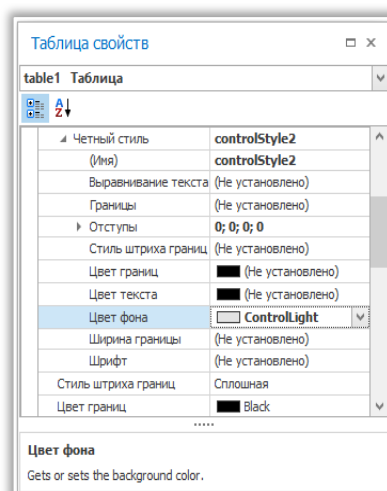 Таблица свойств
table1 Таблица
Четный стиль controlStyle2
(Имя) controlStyle2
Выравнивание текста (Не установлено)
Границы (Не установлено)
Отступы 0; 0; 0; 0
Стиль штриха границ (Не установлено)
Цвет границ (Не установлено)
Цвет текста (Не установлено)
Цвет фона ControlLight
Ширина границы (Не установлено)
Шрифт (Не установлено)
Стиль штриха границ Сплошная
Цвет границ Black
Цвет фона
Gets or sets the background color.